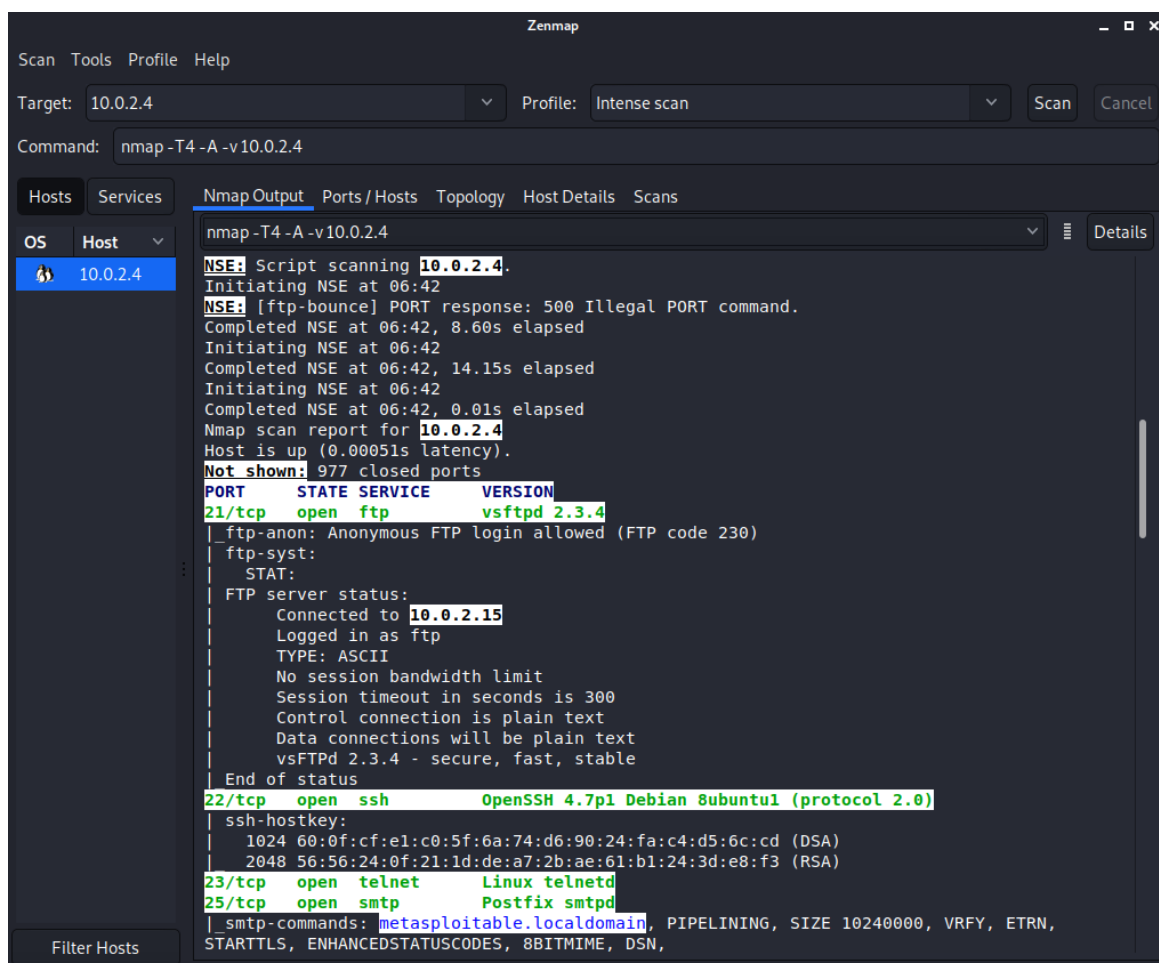 Zenmap
Scan Tools Profile Help
Target: 10.0.2.4 Profile: Intense scan Scan Cancel
Command: nmap -T4 -A -v 10.0.2.4
Hosts Services Nmap Output Ports / Hosts Topology Host Details Scans
nmap -T4 -A -v 10.0.2.4 Details
OS Host
10.0.2.4
NSE: Script scanning 10.0.2.4.
Initiating NSE at 06:42
NSE: [ftp-bounce] PORT response: 500 Illegal PORT command.
Completed NSE at 06:42, 8.60s elapsed
Initiating NSE at 06:42
Completed NSE at 06:42, 14.15s elapsed
Initiating NSE at 06:42
Completed NSE at 06:42, 0.01s elapsed
Nmap scan report for 10.0.2.4
Host is up (0.00051s latency).
Not shown: 977 closed ports
PORT STATE SERVICE VERSION
21/tcp open ftp vsftpd 2.3.4
|_ftp-anon: Anonymous FTP login allowed (FTP code 230)
| ftp-syst:
|   STAT:
| FTP server status:
|      Connected to 10.0.2.15
|      Logged in as ftp
|      TYPE: ASCII
|      No session bandwidth limit
|      Session timeout in seconds is 300
|      Control connection is plain text
|      Data connections will be plain text
|      vsFTPd 2.3.4 - secure, fast, stable
|_End of status
22/tcp open ssh OpenSSH 4.7p1 Debian 8ubuntu1 (protocol 2.0)
| ssh-hostkey:
|   1024 60:0f:cf:e1:c0:5f:6a:74:d6:90:24:fa:c4:d5:6c:cd (DSA)
|_  2048 56:56:24:0f:21:1d:de:a7:2b:ae:61:b1:24:3d:e8:f3 (RSA)
23/tcp open telnet Linux telnetd
25/tcp open smtp Postfix smtpd
|_smtp-commands: metasploitable.localdomain, PIPELINING, SIZE 10240000, VRFY, ETRN,
STARTTLS, ENHANCEDSTATUSCODES, 8BITMIME, DSN,
Filter Hosts